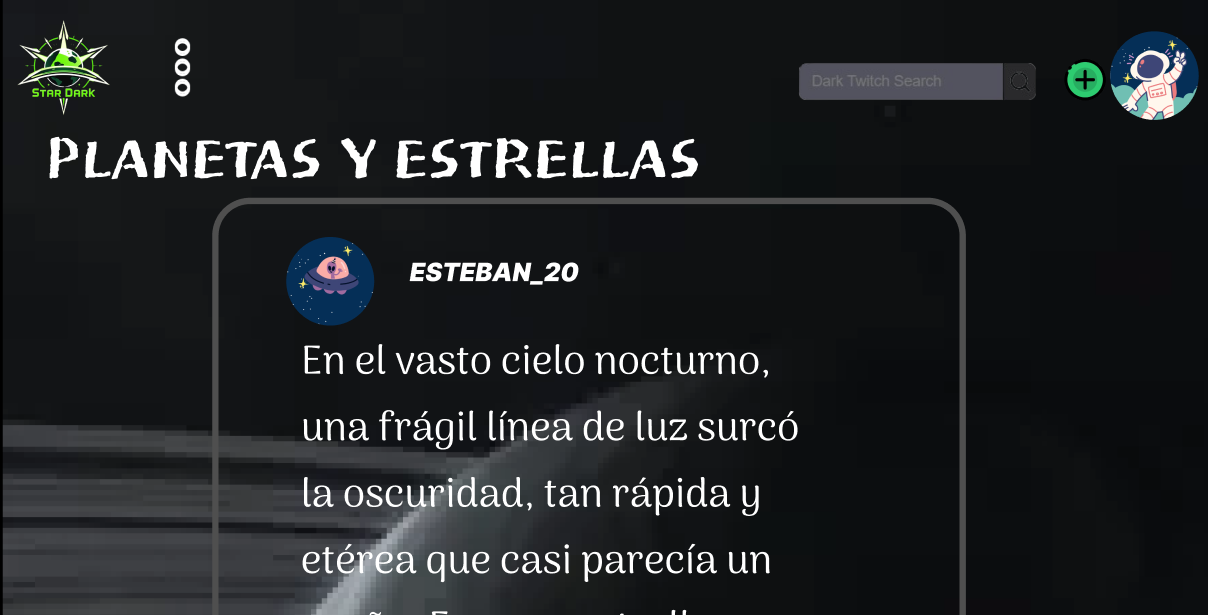 STAR DARK
Dark Twitch Search
PLANETAS Y ESTRELLAS
ESTEBAN_20
En el vasto cielo nocturno,
una frágil línea de luz surcó
la oscuridad, tan rápida y
etérea que casi parecía un